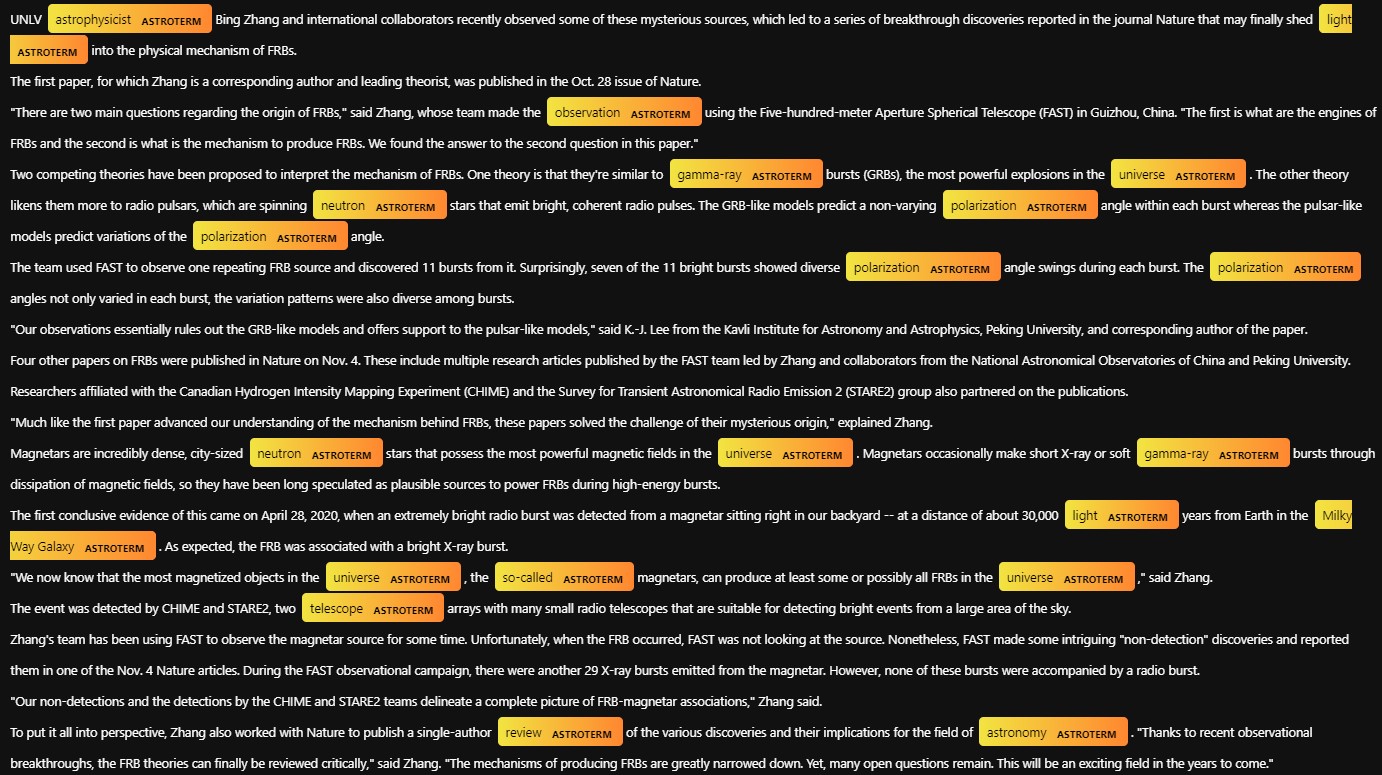 UNLV astrophysicist ASTROTERM Bing Zhang and international collaborators recently observed some of these mysterious sources, which led to a series of breakthrough discoveries reported in the journal Nature that may finally shed light
ASTROTERM into the physical mechanism of FRBs.
The first paper, for which Zhang is a corresponding author and leading theorist, was published in the Oct. 28 issue of Nature.
"There are two main questions regarding the origin of FRBs," said Zhang, whose team made the observation ASTROTERM using the Five-hundred-meter Aperture Spherical Telescope (FAST) in Guizhou, China. "The first is what are the engines of
FRBs and the second is what is the mechanism to produce FRBs. We found the answer to the second question in this paper."
Two competing theories have been proposed to interpret the mechanism of FRBs. One theory is that they're similar to gamma-ray ASTROTERM bursts (GRBs), the most powerful explosions in the universe ASTROTERM . The other theory
likens them more to radio pulsars, which are spinning neutron ASTROTERM stars that emit bright, coherent radio pulses. The GRB-like models predict a non-varying polarization ASTROTERM angle within each burst whereas the pulsar-like
models predict variations of the polarization ASTROTERM angle.
The team used FAST to observe one repeating FRB source and discovered 11 bursts from it. Surprisingly, seven of the 11 bright bursts showed diverse polarization ASTROTERM angle swings during each burst. The polarization ASTROTERM
angles not only varied in each burst, the variation patterns were also diverse among bursts.
"Our observations essentially rules out the GRB-like models and offers support to the pulsar-like models," said K.-J. Lee from the Kavli Institute for Astronomy and Astrophysics, Peking University, and corresponding author of the paper.
Four other papers on FRBs were published in Nature on Nov. 4. These include multiple research articles published by the FAST team led by Zhang and collaborators from the National Astronomical Observatories of China and Peking University.
Researchers affiliated with the Canadian Hydrogen Intensity Mapping Experiment (CHIME) and the Survey for Transient Astronomical Radio Emission 2 (STARE2) group also partnered on the publications.
"Much like the first paper advanced our understanding of the mechanism behind FRBs, these papers solved the challenge of their mysterious origin," explained Zhang.
Magnetars are incredibly dense, city-sized neutron ASTROTERM stars that possess the most powerful magnetic fields in the universe ASTROTERM . Magnetars occasionally make short X-ray or soft gamma-ray ASTROTERM bursts through
dissipation of magnetic fields, so they have been long speculated as plausible sources to power FRBs during high-energy bursts.
The first conclusive evidence of this came on April 28, 2020, when an extremely bright radio burst was detected from a magnetar sitting right in our backyard -- at a distance of about 30,000 light ASTROTERM years from Earth in the Milky
Way Galaxy ASTROTERM . As expected, the FRB was associated with a bright X-ray burst.
"We now know that the most magnetized objects in the universe ASTROTERM , the so-called ASTROTERM magnetars, can produce at least some or possibly all FRBs in the universe ASTROTERM ," said Zhang.
The event was detected by CHIME and STARE2, two telescope ASTROTERM arrays with many small radio telescopes that are suitable for detecting bright events from a large area of the sky.
Zhang's team has been using FAST to observe the magnetar source for some time. Unfortunately, when the FRB occurred, FAST was not looking at the source. Nonetheless, FAST made some intriguing "non-detection" discoveries and reported
them in one of the Nov. 4 Nature articles. During the FAST observational campaign, there were another 29 X-ray bursts emitted from the magnetar. However, none of these bursts were accompanied by a radio burst.
"Our non-detections and the detections by the CHIME and STARE2 teams delineate a complete picture of FRB-magnetar associations," Zhang said.
To put it all into perspective, Zhang also worked with Nature to publish a single-author review ASTROTERM of the various discoveries and their implications for the field of astronomy ASTROTERM . "Thanks to recent observational
breakthroughs, the FRB theories can finally be reviewed critically," said Zhang. "The mechanisms of producing FRBs are greatly narrowed down. Yet, many open questions remain. This will be an exciting field in the years to come."